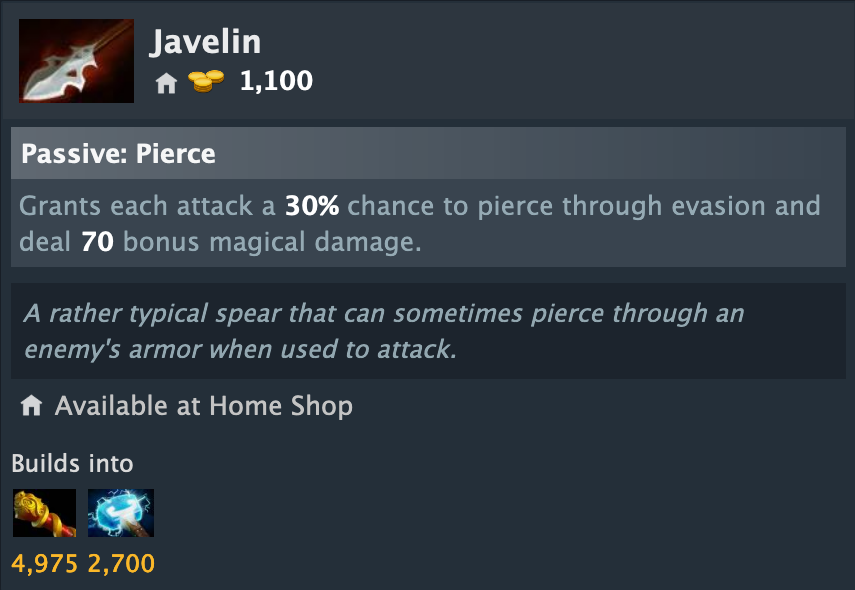 Javelin
1,100
Passive: Pierce
Grants each attack a 30% chance to pierce through evasion and
deal 70 bonus magical damage.
A rather typical spear that can sometimes pierce through an
enemy's armor when used to attack.
Available at Home Shop
Builds into
4,975 2,700